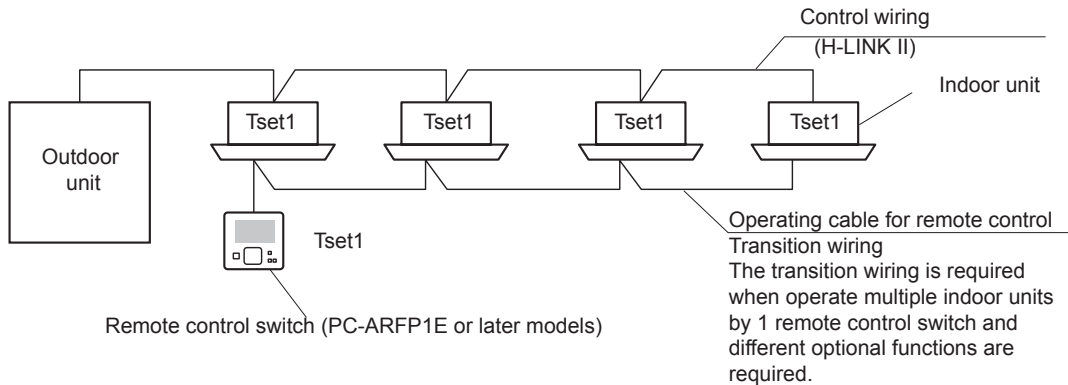 Control wiring
(H-LINK II)
Indoor unit
Tset1
Tset1
Tset1
Tset1
Outdoor
unit
Tset1
Operating cable for remote control
Transition wiring
The transition wiring is required
when operate multiple indoor units
by 1 remote control switch and
different optional functions are
required.
Remote control switch (PC-ARFP1E or later models)